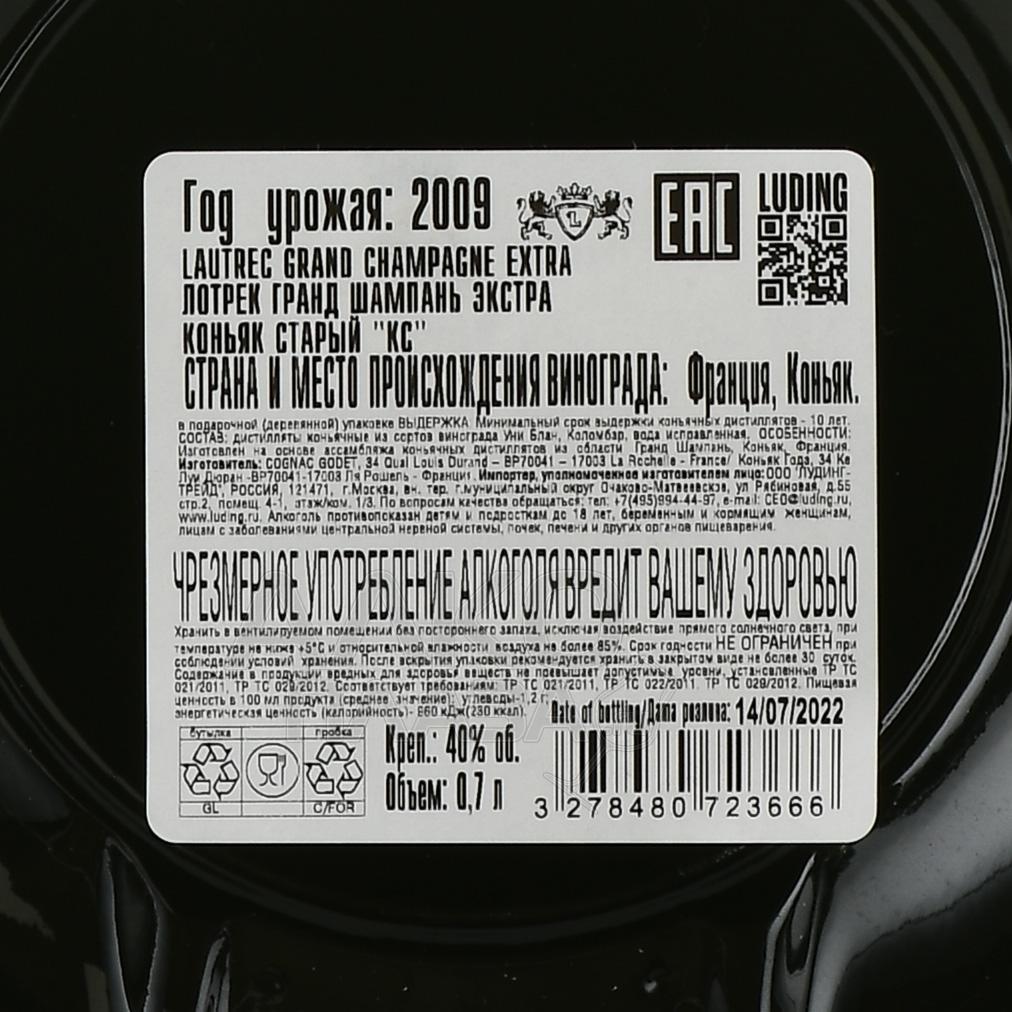 Год урожая: 2009
L
EAC
LUDING
LAUTREC GRAND CHAMPAGNE EXTRA
ЛОТРЕК ГРАНД ШАМПАНЬ ЭКСТРА
КОНЬЯК СТАРЫЙ "КС"
СТРАНА И МЕСТО ПРОИСХОЖДЕНИЯ ВИНОГРАДА: Франция, Коньяк.
в подарочной (деревянной) упаковке ВЫДЕРЖКА: Минимальный срок выдержки коньячных дистиллятов - 10 лет.
СОСТАВ: дистилляты коньячные из сортов винограда Уни Блан, Коломбар, вода исправленная. ОСОБЕННОСТИ:
Изготовлен на основе ассамбляжа коньячных дистиллятов из области Гранд Шампань, Коньяк, Франция.
Изготовитель: COGNAC GODET, 34 Quai Louis Durand – BP70041 – 17003 La Rochelle - France/ Коньяк Годэ, 34 Ке
Луи Дюран -BP70041-17003 Ля Рошель - Франция. Импортер, уполномоченное изготовителем лицо: ООО "ЛУДИНГ-
ТРЕЙД", РОССИЯ, 121471, г.Москва, вн. тер. г.муниципальный округ Очаково-Матвеевское, ул Рябиновая, д.55
стр.2, помещ. 4-1, этаж/ком. 1/3. По вопросам качества обращаться: тел: +7(495)994-44-97, e-mail: CEO@luding.ru,
www.luding.ru. Алкоголь противопоказан детям и подросткам до 18 лет, беременным и кормящим женщинам,
лицам с заболеваниями центральной нервной системы, почек, печени и других органов пищеварения.
ЧРЕЗМЕРНОЕ УПОТРЕБЛЕНИЕ АЛКОГОЛЯ ВРЕДИТ ВАШЕМУ ЗДОРОВЬЮ
Хранить в вентилируемом помещении без постороннего запаха, исключая воздействие прямого солнечного света, при
температуре не ниже +5°С и относительной влажности воздуха не более 85%. Срок годности НЕ ОГРАНИЧЕН при
соблюдении условий хранения. После вскрытия упаковки рекомендуется хранить в закрытом виде не более 30 суток.
Содержание в продукции вредных для здоровья веществ не превышает допустимые уровни, установленные ТР ТС
021/2011, ТР ТС 029/2012. Соответствует требованиям: ТР ТС 021/2011, ТР ТС 022/2011, ТР ТС 029/2012. Пищевая
ценность в 100 мл продукта (среднее значение): углеводы-1,2 г;
энергетическая ценность (калорийность)- 960 кДж(230 ккал).
Date of bottling/Дата розлива: 14/07/2022
бутылка
пробка
GL
C/FOR
Креп.: 40% об.
Объем: 0,7 л
3 278480 723666